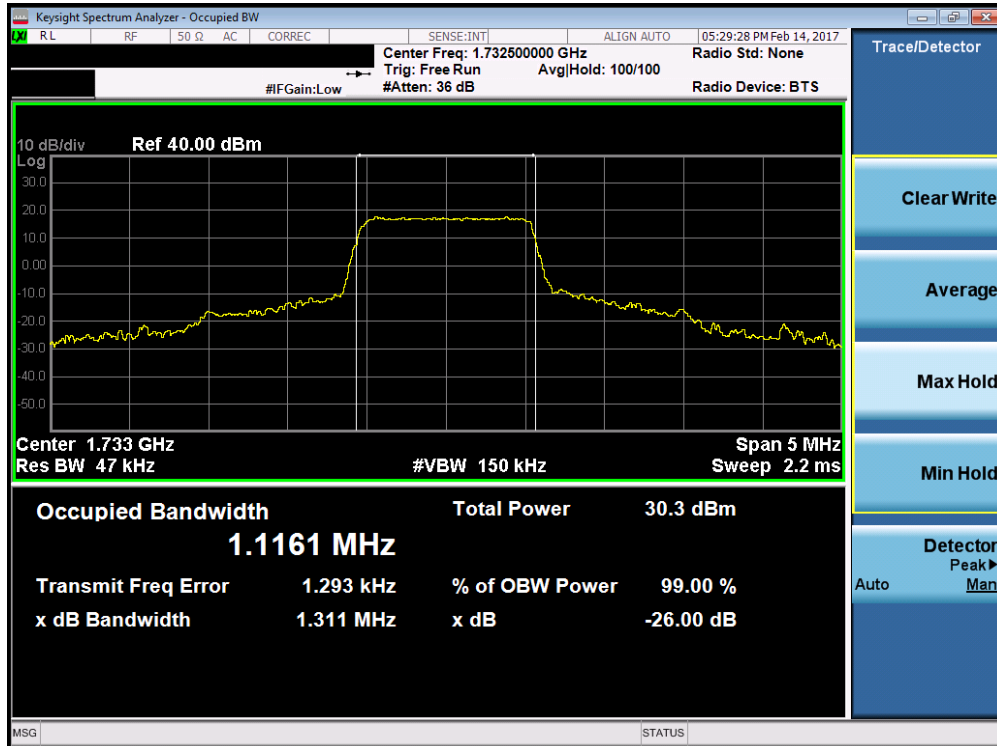 Keysight Spectrum Analyzer - Occupied BW
LXI RL RF 50 Ω AC CORREC SENSE:INT ALIGN AUTO 05:29:28 PM Feb 14, 2017
Center Freq: 1.732500000 GHz Radio Std: None
Trig: Free Run Avg|Hold: 100/100
#IFGain:Low #Atten: 36 dB Radio Device: BTS
10 dB/div Ref 40.00 dBm
Log
30.0
20.0
10.0
0.00
-10.0
-20.0
-30.0
-40.0
-50.0
Center 1.733 GHz Span 5 MHz
Res BW 47 kHz #VBW 150 kHz Sweep 2.2 ms
Occupied Bandwidth Total Power 30.3 dBm
1.1161 MHz
Transmit Freq Error 1.293 kHz % of OBW Power 99.00 %
x dB Bandwidth 1.311 MHz x dB -26.00 dB
MSG STATUS
Trace/Detector
Clear Write
Average
Max Hold
Min Hold
Detector
Peak▶
Auto Man